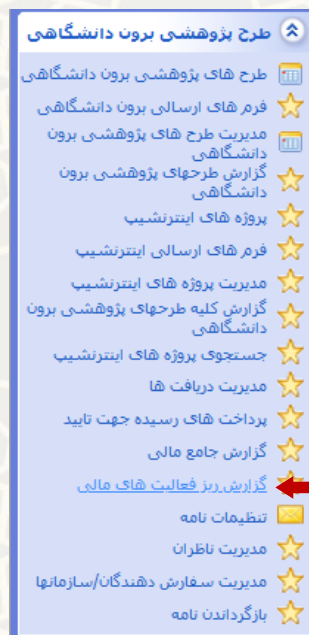 طرح پژوهشی برون دانشگاهی
طرح های پژوهشی برون دانشگاهی
فرم های ارسالی برون دانشگاهی
مدیریت طرح های پژوهشی برون
دانشگاهی
گزارش طرحهای پژوهشی برون
دانشگاهی
پروژه های اینترنشیپ
فرم های ارسالی اینترنشیپ
مدیریت پروژه های اینترنشیپ
گزارش کلیه طرحهای پژوهشی برون
دانشگاهی
جستجوی پروژه های اینترنشیپ
مدیریت دریافت ها
پرداخت های رسیده جهت تایید
گزارش جامع مالی
گزارش ریز فعالیت های مالی
تنظیمات نامه
مدیریت ناظران
مدیریت سفارش دهندگان/سازمانها
بازگرداندن نامه